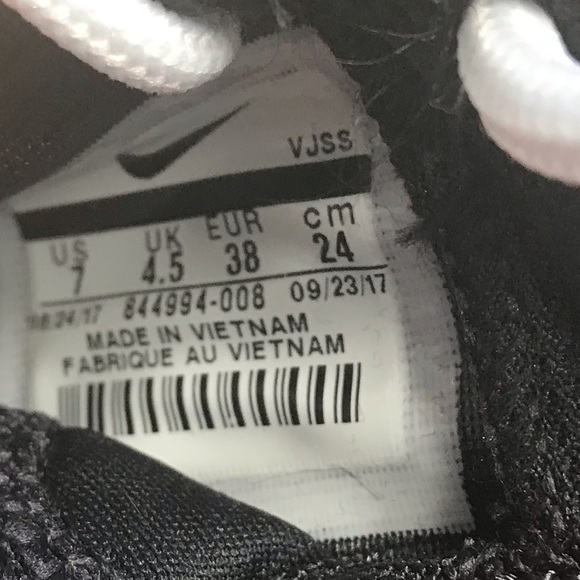 VJSS
US UK EUR cm
7 4.5 38 24
844994-008 09/23/17
MADE IN VIETNAM
FABRIQUE AU VIETNAM